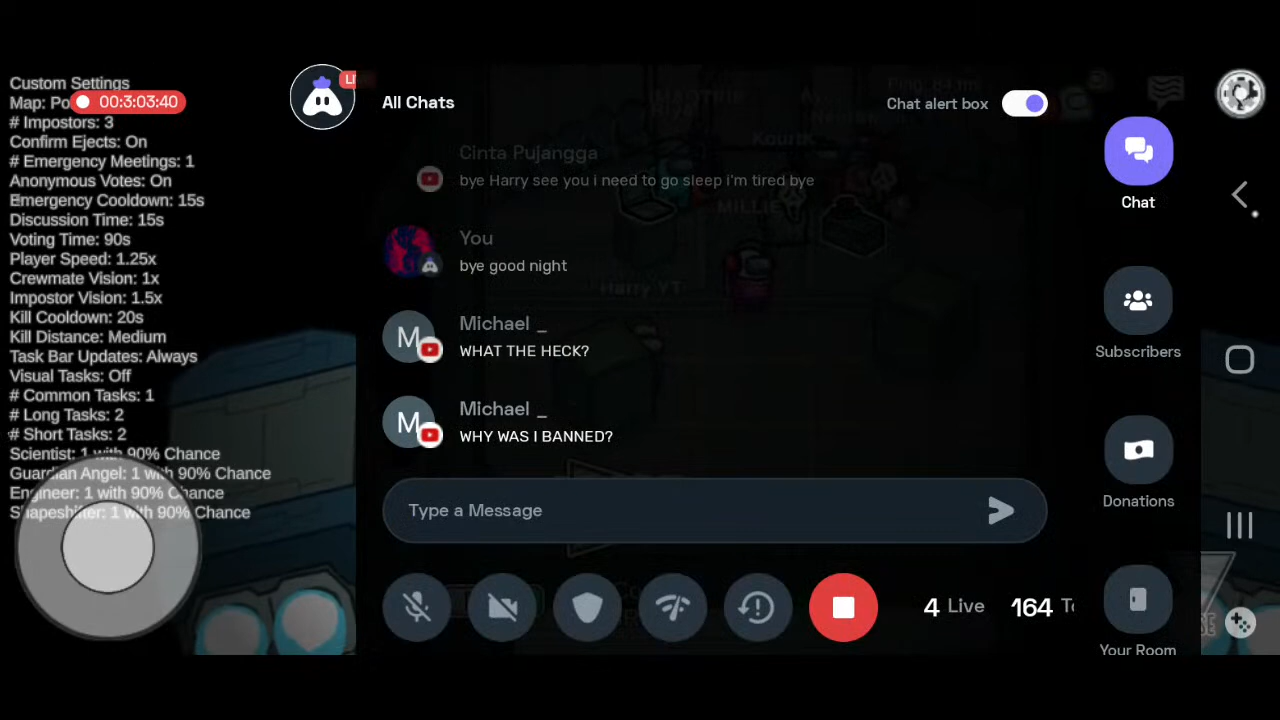 Custom Settings
Map: Po
00:3:03:40
# Impostors: 3
Confirm Ejects: On
# Emergency Meetings: 1
Anonymous Votes: On
Emergency Cooldown: 15s
Discussion Time: 15s
Voting Time: 90s
Player Speed: 1.25x
Crewmate Vision: 1x
Impostor Vision: 1.5x
Kill Cooldown: 20s
Kill Distance: Medium
Task Bar Updates: Always
Visual Tasks: Off
# Common Tasks: 1
# Long Tasks: 2
# Short Tasks: 2
Scientist: 1 with 90% Chance
Guardian Angel: 1 with 90% Chance
Engineer: 1 with 90% Chance
Shapeshifter: 1 with 90% Chance
LI
All Chats
Chat alert box
Cinta Pujangga
bye Harry see you i need to go sleep i'm tired bye
You
bye good night
M
Michael _
WHAT THE HECK?
M
Michael _
WHY WAS I BANNED?
Type a Message
4 Live
164 To
Chat
Subscribers
Donations
Your Room
KourtK
MILLIE
Harry YT